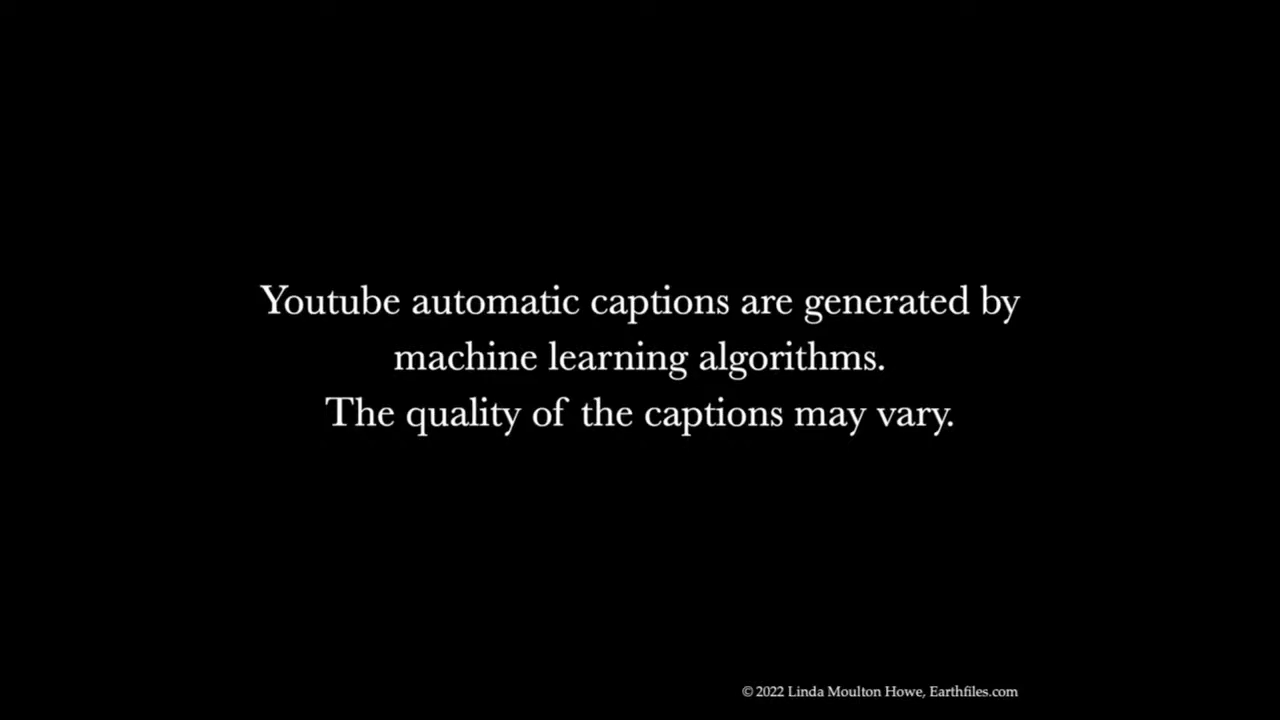 Youtube automatic captions are generated by
machine learning algorithms.
The quality of the captions may vary.
© 2022 Linda Moulton Howe, Earthfiles.com